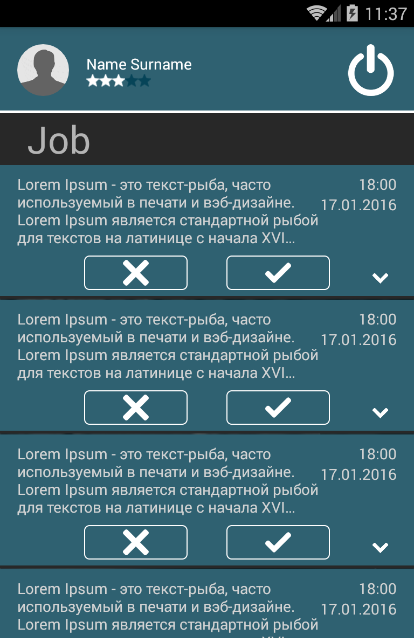 11:37
Name Surname
Job
Lorem Ipsum - это текст-рыба, часто
используемый в печати и вэб-дизайне.
Lorem Ipsum является стандартной рыбой
для текстов на латинице с начала XVI...
18:00
17.01.2016
Lorem Ipsum - это текст-рыба, часто
используемый в печати и вэб-дизайне.
Lorem Ipsum является стандартной рыбой
для текстов на латинице с начала XVI...
18:00
17.01.2016
Lorem Ipsum - это текст-рыба, часто
используемый в печати и вэб-дизайне.
Lorem Ipsum является стандартной рыбой
для текстов на латинице с начала XVI...
18:00
17.01.2016
Lorem Ipsum - это текст-рыба, часто
используемый в печати и вэб-дизайне.
Lorem Ipsum является стандартной рыбой
18:00
17.01.2016